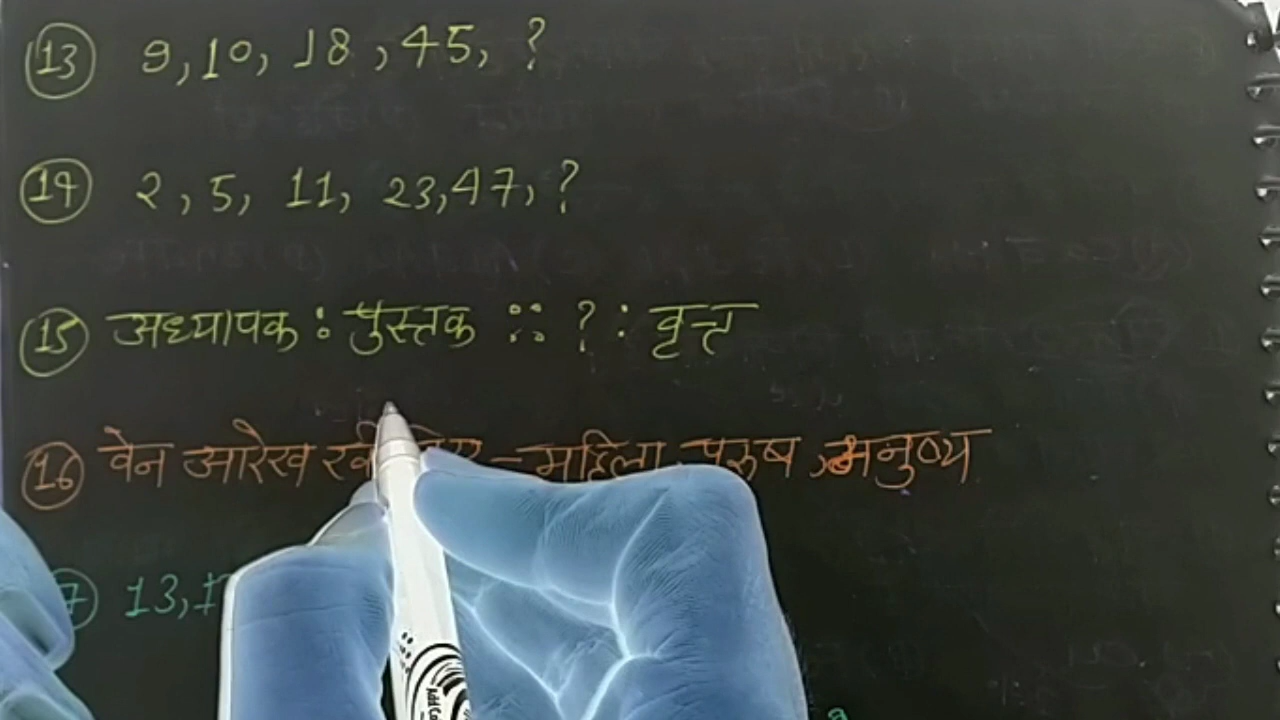 13 9, 10, 18, 45, ?
14 2, 5, 11, 23, 47, ?
15 अध्यापक : पुस्तक :: ? : वृत्त
16 वेन आरेख – महिला, पुरुष, मनुष्य
13,